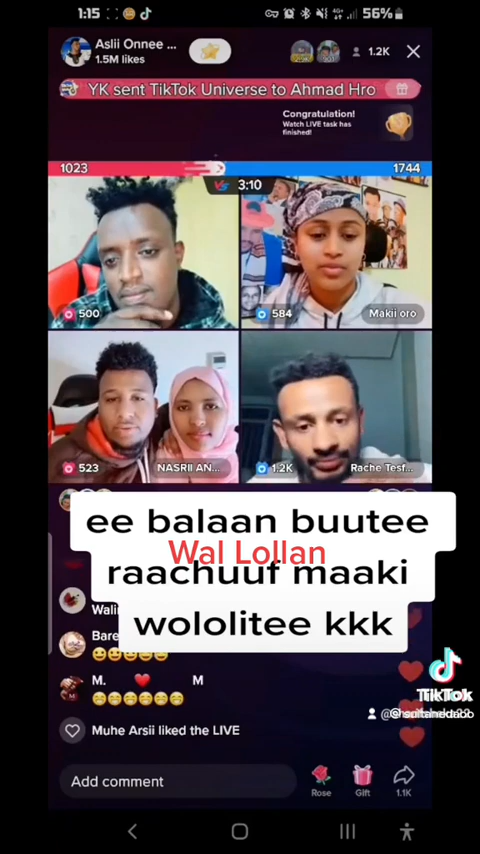 1:15
4G+
56%
Aslii Onnee ...
1.5M likes
1.2K
YK sent TikTok Universe to Ahmad Hro
Congratulation!
Watch LIVE task has
finished!
1023
1744
VS 3:10
500
584
Makii oro
523
NASRII AN...
1.2K
Rache Tesf...
ee balaan buutee
Wal Lollan
raachuuf maaki
wololitee kkk
Bare
M. M
Muhe Arsii liked the LIVE
TikTok
Add comment
Rose
Gift
1.1K